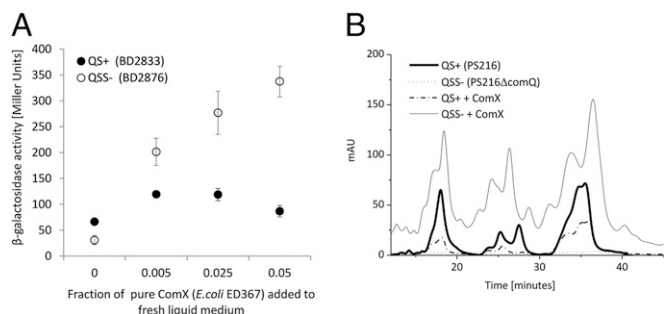 A
β-galactosidase activity [Miller Units]
400
350
300
250
200
150
100
50
0
QS+ (BD2833)
QSS- (BD2876)
0 0.005 0.025 0.05
Fraction of pure ComX (E.coli ED367) added to
fresh liquid medium
B
mAU
200
150
100
50
0
QS+ (PS216)
QSS- (PS216ΔcomQ)
QS+ + ComX
QSS- + ComX
20 30 40
Time [minutes]